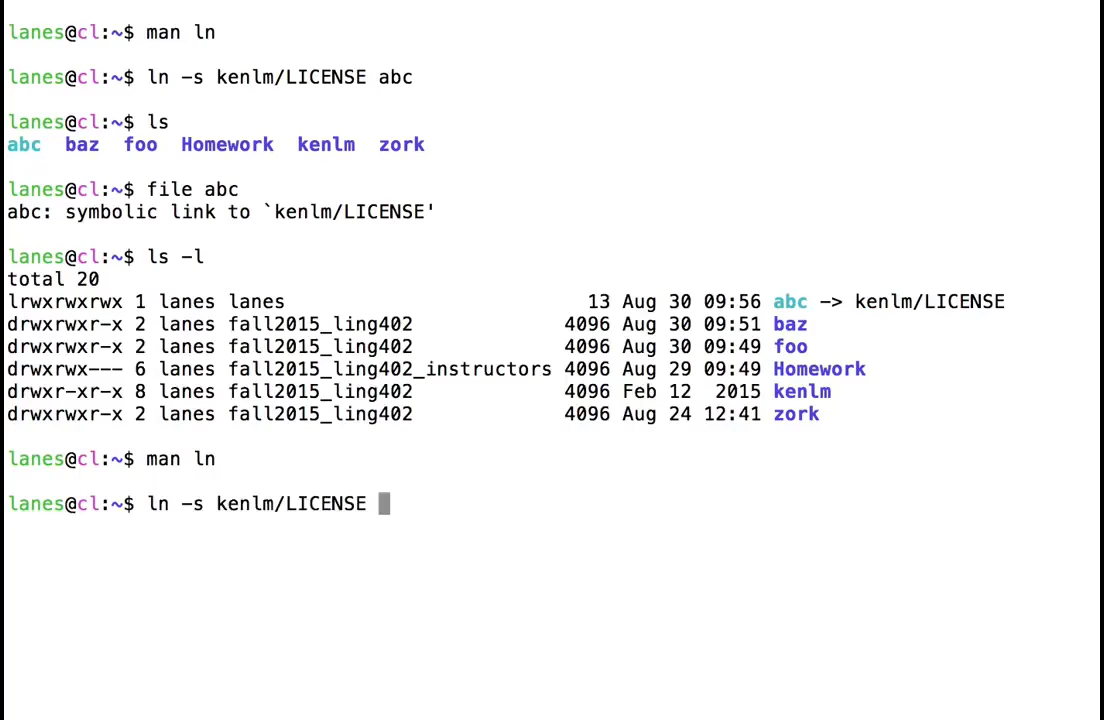 lanes@cl:~$ man ln
lanes@cl:~$ ln -s kenlm/LICENSE abc
lanes@cl:~$ ls
abc  baz  foo  Homework  kenlm  zork
lanes@cl:~$ file abc
abc: symbolic link to `kenlm/LICENSE'
lanes@cl:~$ ls -l
total 20
lrwxrwxrwx 1 lanes lanes                          13 Aug 30 09:56 abc -> kenlm/LICENSE
drwxrwxr-x 2 lanes fall2015_ling402             4096 Aug 30 09:51 baz
drwxrwxr-x 2 lanes fall2015_ling402             4096 Aug 30 09:49 foo
drwxrwx--- 6 lanes fall2015_ling402_instructors 4096 Aug 29 09:49 Homework
drwxr-xr-x 8 lanes fall2015_ling402             4096 Feb 12  2015 kenlm
drwxrwxr-x 2 lanes fall2015_ling402             4096 Aug 24 12:41 zork
lanes@cl:~$ man ln
lanes@cl:~$ ln -s kenlm/LICENSE